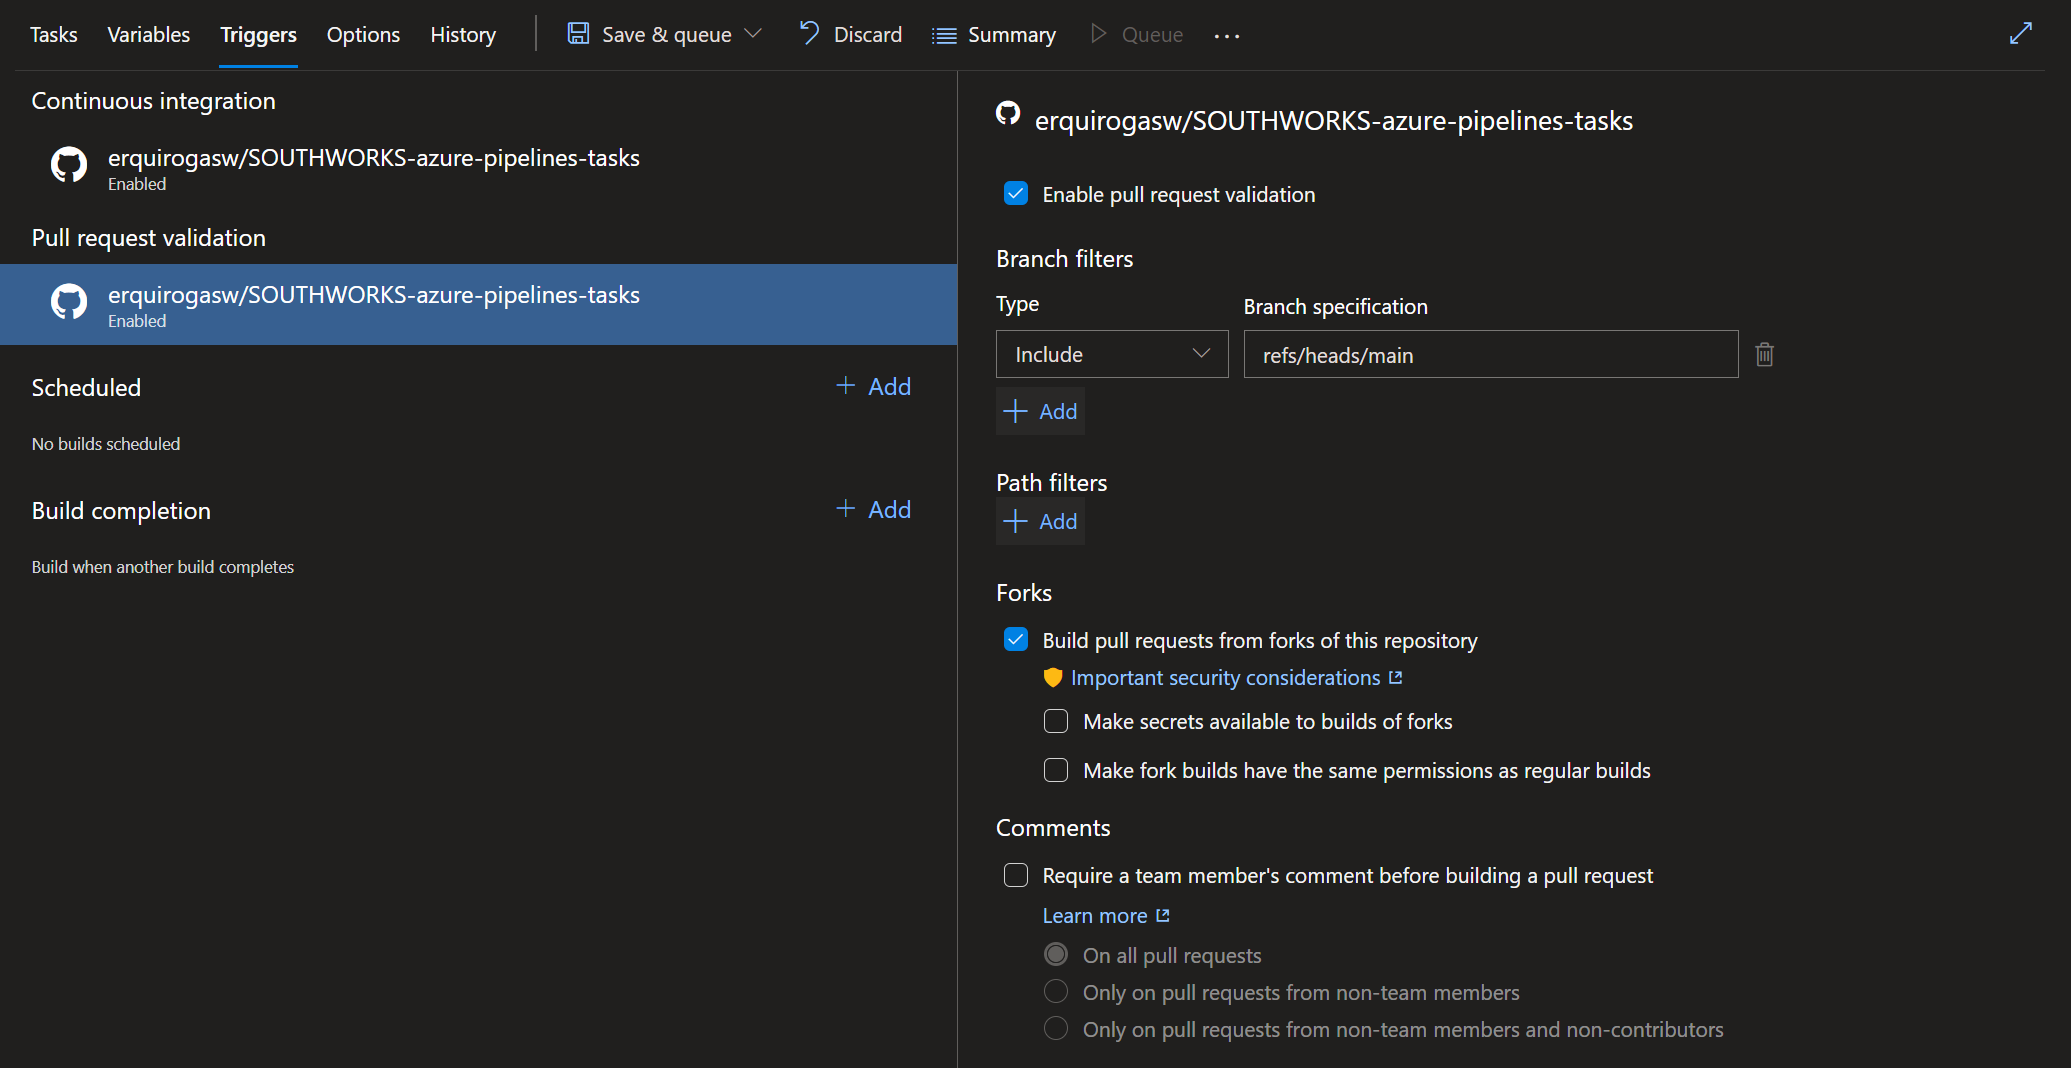 Tasks Variables Triggers Options History Save & queue Discard Summary Queue ...
Continuous integration
erquirogasw/SOUTHWORKS-azure-pipelines-tasks
Enabled
Pull request validation
erquirogasw/SOUTHWORKS-azure-pipelines-tasks
Enabled
Scheduled + Add
No builds scheduled
Build completion + Add
Build when another build completes
erquirogasw/SOUTHWORKS-azure-pipelines-tasks
Enable pull request validation
Branch filters
Type Branch specification
Include refs/heads/main
+ Add
Path filters
+ Add
Forks
Build pull requests from forks of this repository
Important security considerations
Make secrets available to builds of forks
Make fork builds have the same permissions as regular builds
Comments
Require a team member's comment before building a pull request
Learn more
On all pull requests
Only on pull requests from non-team members
Only on pull requests from non-team members and non-contributors